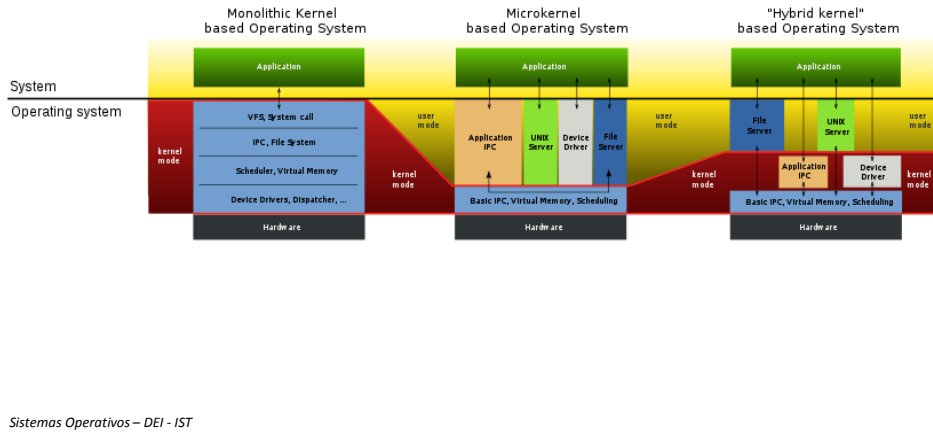 Monolithic Kernel
based Operating System
Microkernel
based Operating System
"Hybrid kernel"
based Operating System
System
Operating system
Application
VFS, System call
IPC, File System
Scheduler, Virtual Memory
Device Drivers, Dispatcher, ...
Hardware
kernel
mode
kernel
mode
user
mode
Application
Application
IPC
UNIX
Server
Device
Driver
File
Server
Basic IPC, Virtual Memory, Scheduling
Hardware
user
mode
kernel
mode
Application
File
Server
UNIX
Server
Application
IPC
Device
Driver
Basic IPC, Virtual Memory, Scheduling
Hardware
user
mode
kernel
mode
Sistemas Operativos – DEI - IST